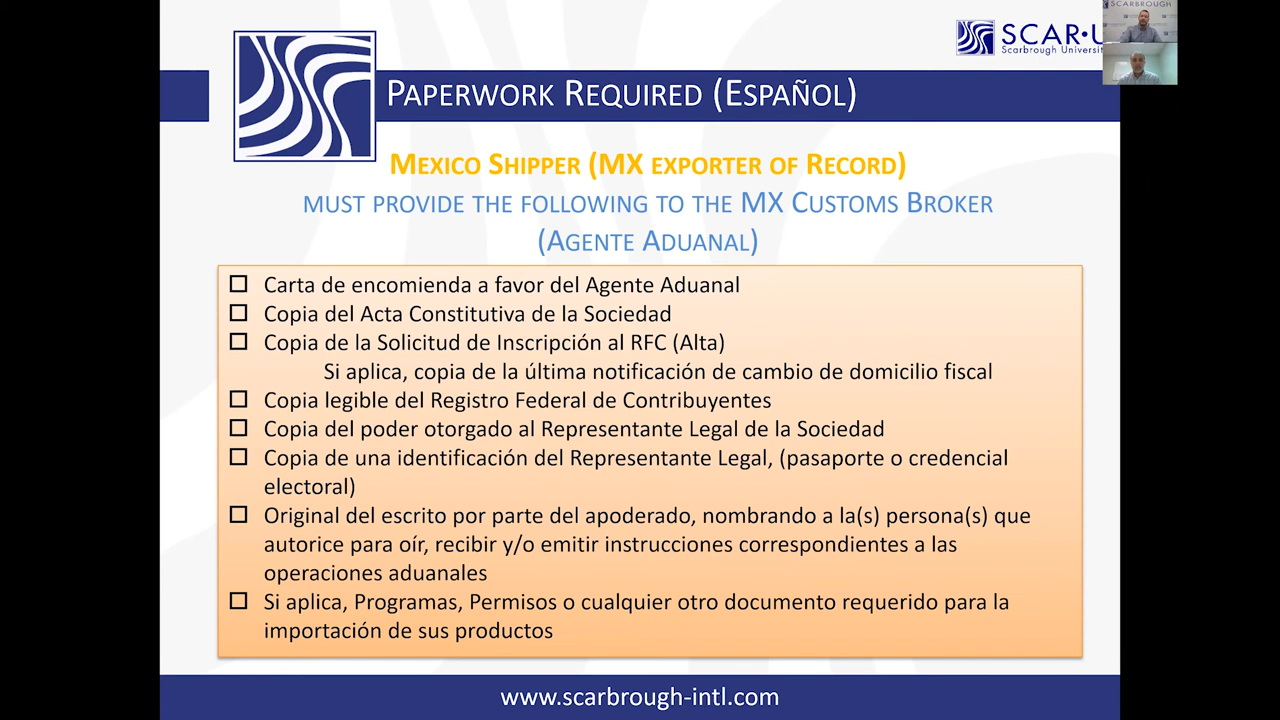 SCARBROUGH
SCAR•U
Scarbrough Universit
PAPERWORK REQUIRED (ESPAÑOL)
MEXICO SHIPPER (MX EXPORTER OF RECORD)
MUST PROVIDE THE FOLLOWING TO THE MX CUSTOMS BROKER
(AGENTE ADUANAL)
Carta de encomienda a favor del Agente Aduanal
Copia del Acta Constitutiva de la Sociedad
Copia de la Solicitud de Inscripción al RFC (Alta)
Si aplica, copia de la última notificación de cambio de domicilio fiscal
Copia legible del Registro Federal de Contribuyentes
Copia del poder otorgado al Representante Legal de la Sociedad
Copia de una identificación del Representante Legal, (pasaporte o credencial
electoral)
Original del escrito por parte del apoderado, nombrando a la(s) persona(s) que
autorice para oír, recibir y/o emitir instrucciones correspondientes a las
operaciones aduanales
Si aplica, Programas, Permisos o cualquier otro documento requerido para la
importación de sus productos
www.scarbrough-intl.com